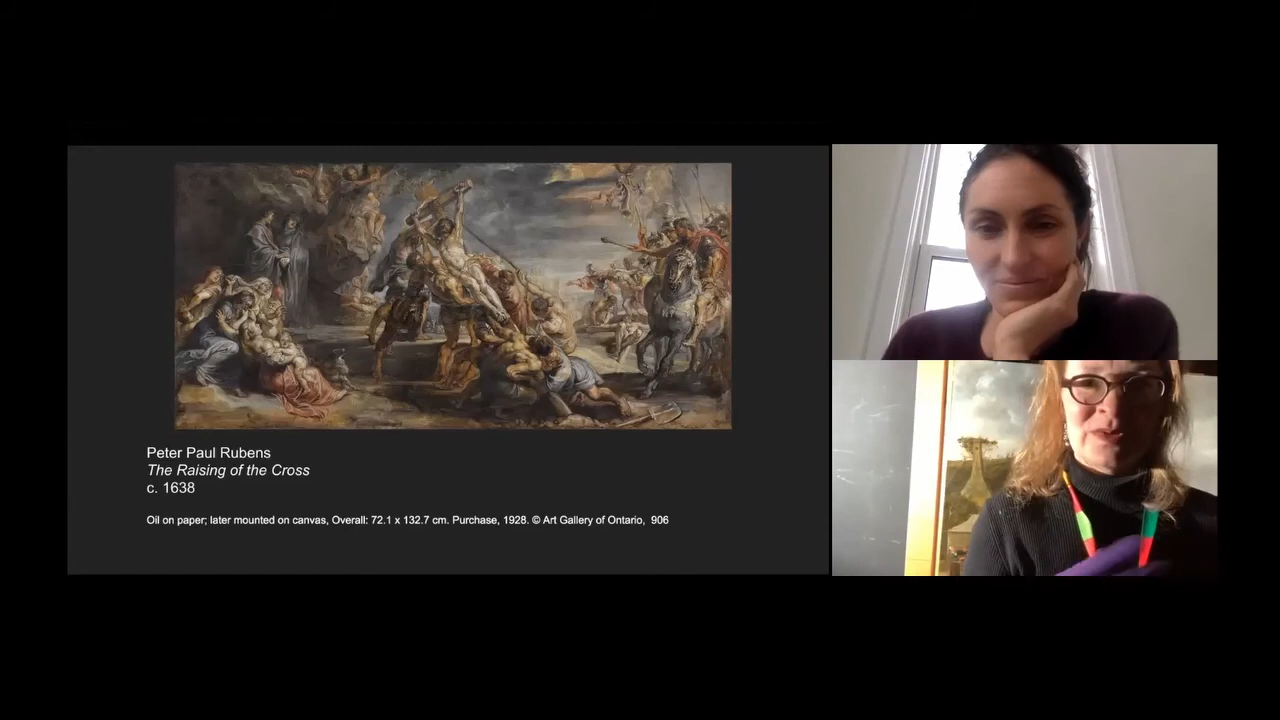 Peter Paul Rubens
The Raising of the Cross
c. 1638
Oil on paper; later mounted on canvas, Overall: 72.1 x 132.7 cm. Purchase, 1928. © Art Gallery of Ontario, 906